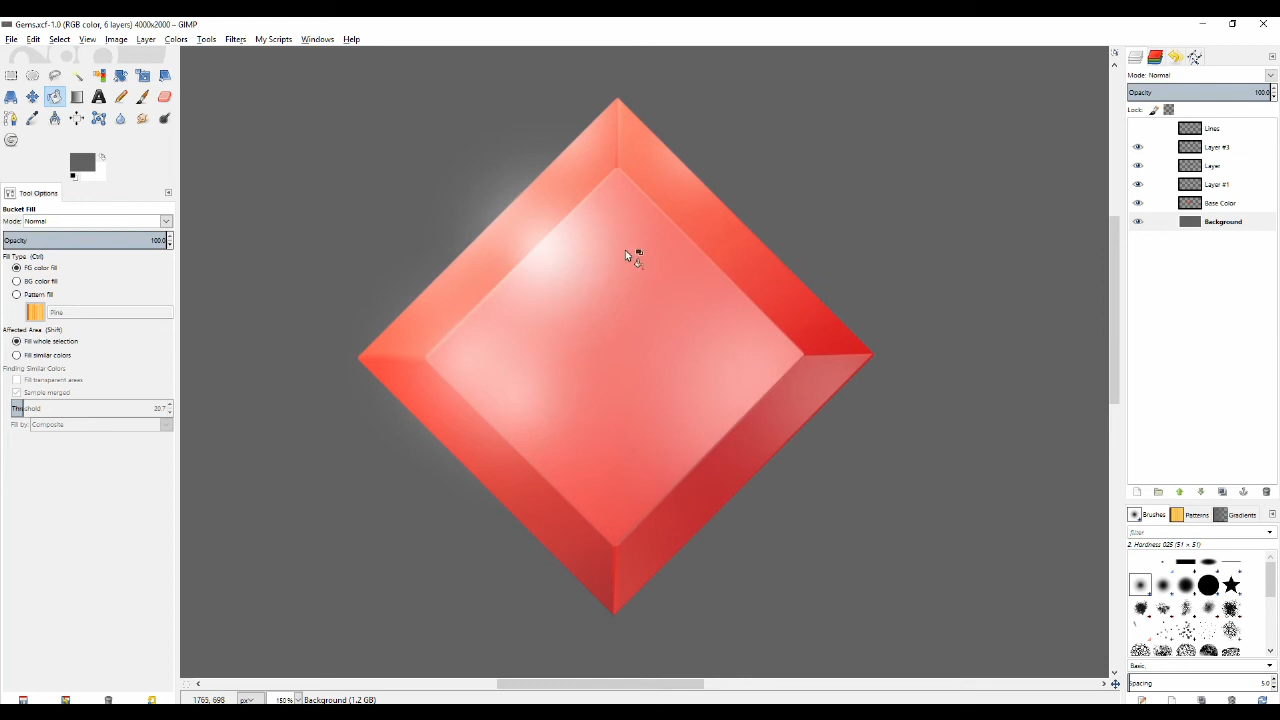 Gems.xcf-1.0 (RGB color, 6 layers) 4000x2000 – GIMP
File Edit Select View Image Layer Colors Tools Filters My Scripts Windows Help
Tool Options
Bucket Fill
Mode: Normal
Opacity 100.0
Fill Type (Ctrl)
FG color fill
BG color fill
Pattern fill
Pine
Affected Area (Shift)
Fill whole selection
Fill similar colors
Finding Similar Colors
Fill transparent areas
Sample merged
Threshold 20.7
Fill by: Composite
Mode: Normal
Opacity 100.0
Lock:
Lines
Layer #3
Layer
Layer #1
Base Color
Background
Brushes Patterns Gradients
filter
2. Hardness 025 (51 × 51)
Basic,
Spacing 5.0
1765, 698 px 150% Background (1.2 GB)